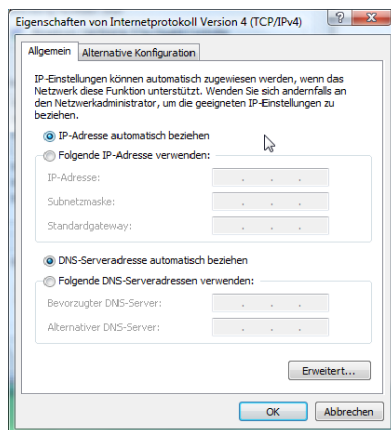 Eigenschaften von Internetprotokoll Version 4 (TCP/IPv4)
Allgemein Alternative Konfiguration
IP-Einstellungen können automatisch zugewiesen werden, wenn das
Netzwerk diese Funktion unterstützt. Wenden Sie sich andernfalls an
den Netzwerkadministrator, um die geeigneten IP-Einstellungen zu
beziehen.
IP-Adresse automatisch beziehen
Folgende IP-Adresse verwenden:
IP-Adresse:
Subnetzmaske:
Standardgateway:
DNS-Serveradresse automatisch beziehen
Folgende DNS-Serveradressen verwenden:
Bevorzugter DNS-Server:
Alternativer DNS-Server:
Erweitert...
OK Abbrechen